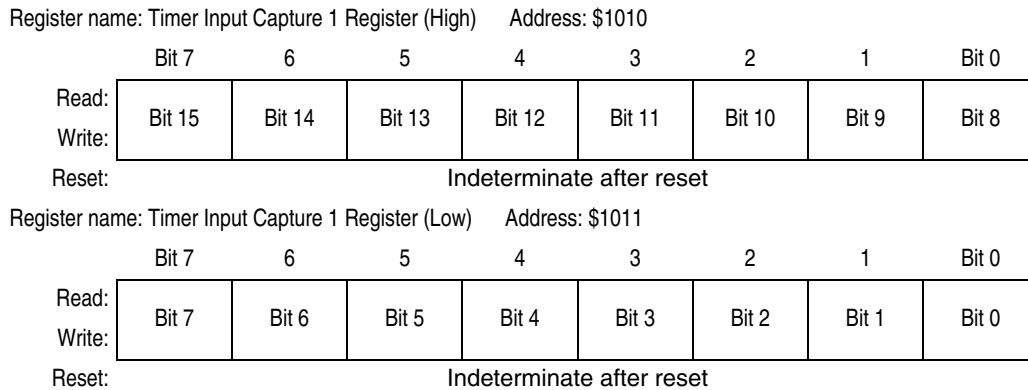 Register name: Timer Input Capture 1 Register (High) Address: $1010
Bit 7 6 5 4 3 2 1 Bit 0
Read:
Bit 15 Bit 14 Bit 13 Bit 12 Bit 11 Bit 10 Bit 9 Bit 8
Write:
Reset: Indeterminate after reset
Register name: Timer Input Capture 1 Register (Low) Address: $1011
Bit 7 6 5 4 3 2 1 Bit 0
Read:
Bit 7 Bit 6 Bit 5 Bit 4 Bit 3 Bit 2 Bit 1 Bit 0
Write:
Reset: Indeterminate after reset